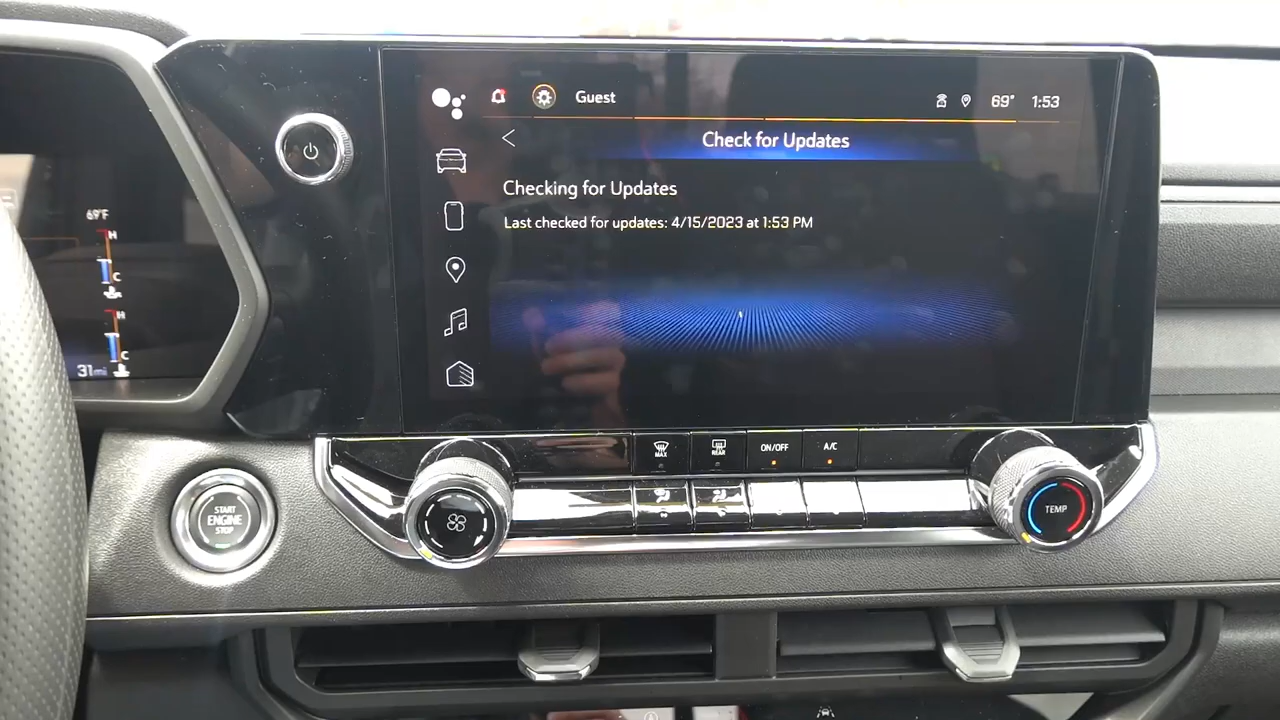 Guest
69° 1:53
Check for Updates
Checking for Updates
Last checked for updates: 4/15/2023 at 1:53 PM
69°F
H
C
H
C
31mi
MAX
REAR
ON/OFF
A/C
START
ENGINE
STOP
TEMP